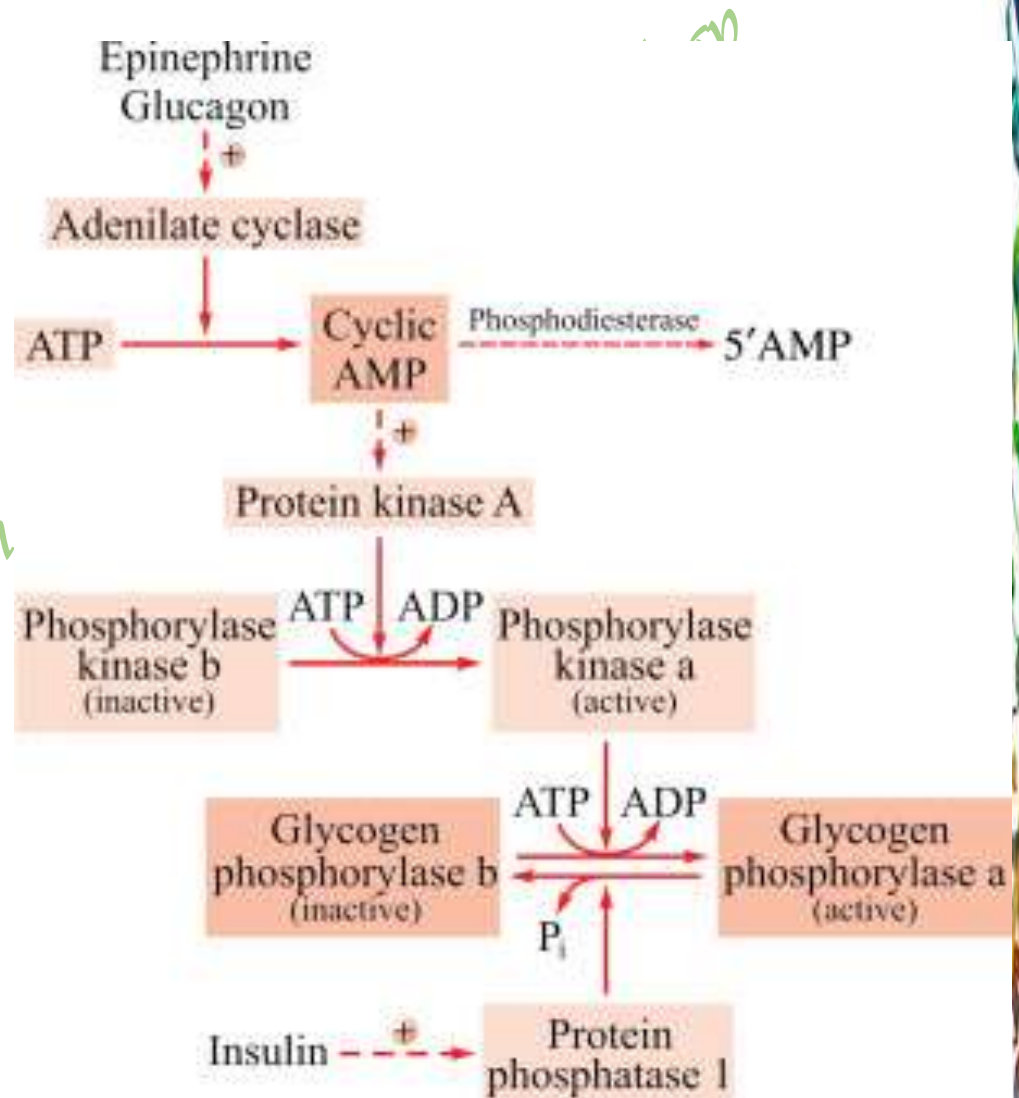 Epinephrine
Glucagon
+
Adenilate cyclase
ATP
Cyclic
AMP
Phosphodiesterase
5′AMP
+
Protein kinase A
Phosphorylase
kinase b
(inactive)
ATP ADP
Phosphorylase
kinase a
(active)
Glycogen
phosphorylase b
(inactive)
ATP ADP
Pi
Glycogen
phosphorylase a
(active)
Insulin
+
Protein
phosphatase 1